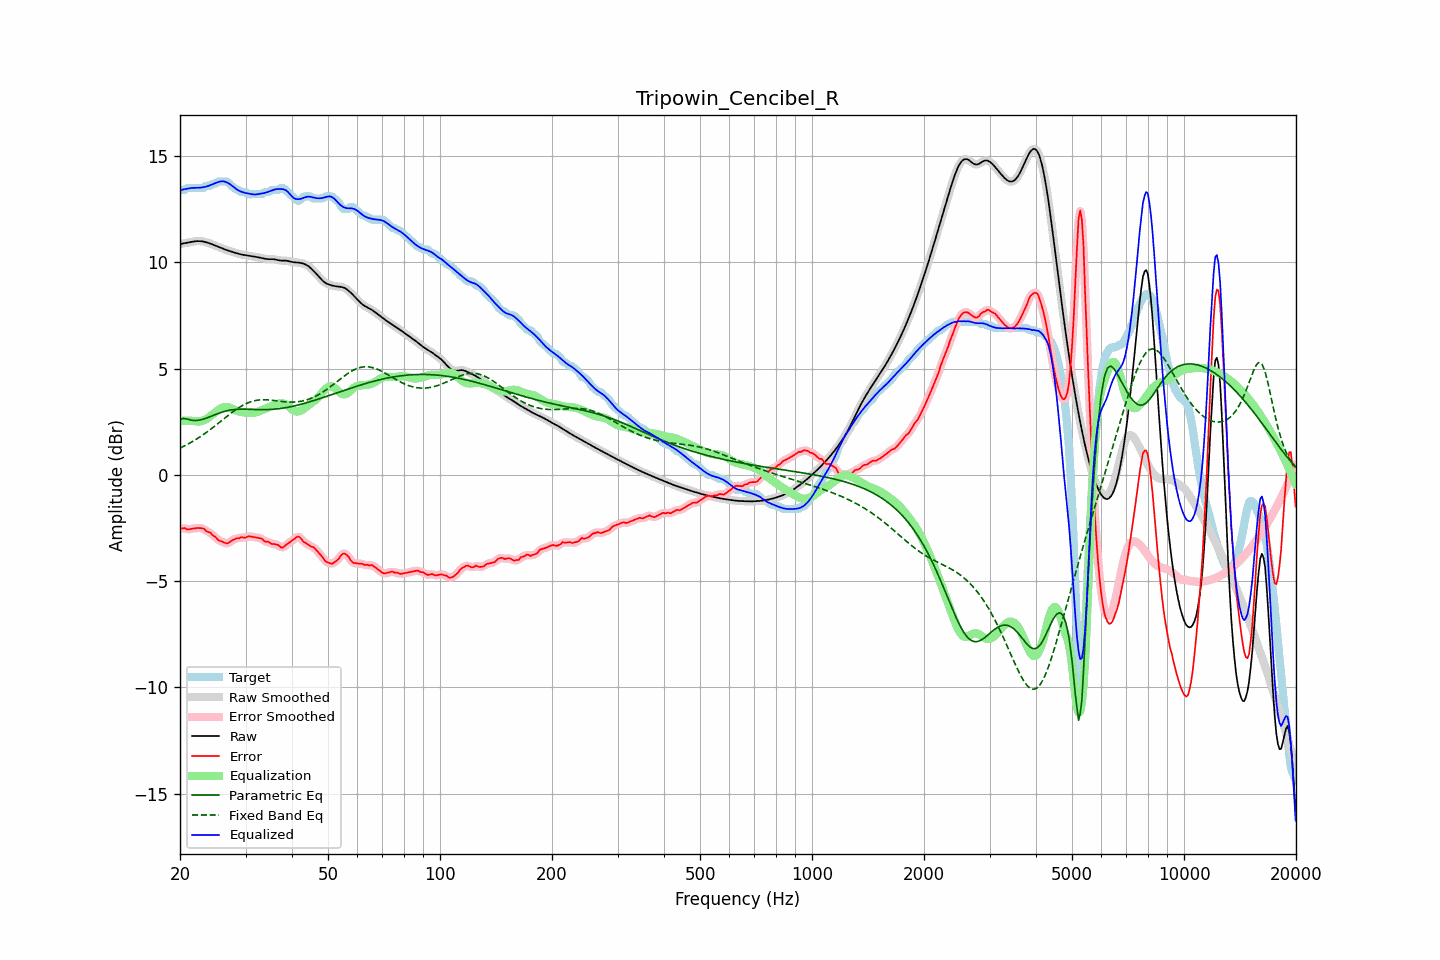 Tripowin_Cencibel_R
Amplitude (dBr)
15
10
5
0
−5
−10
−15
Target
Raw Smoothed
Error Smoothed
Raw
Error
Equalization
Parametric Eq
Fixed Band Eq
Equalized
20
50
100
200
500
1000
2000
5000
10000
20000
Frequency (Hz)